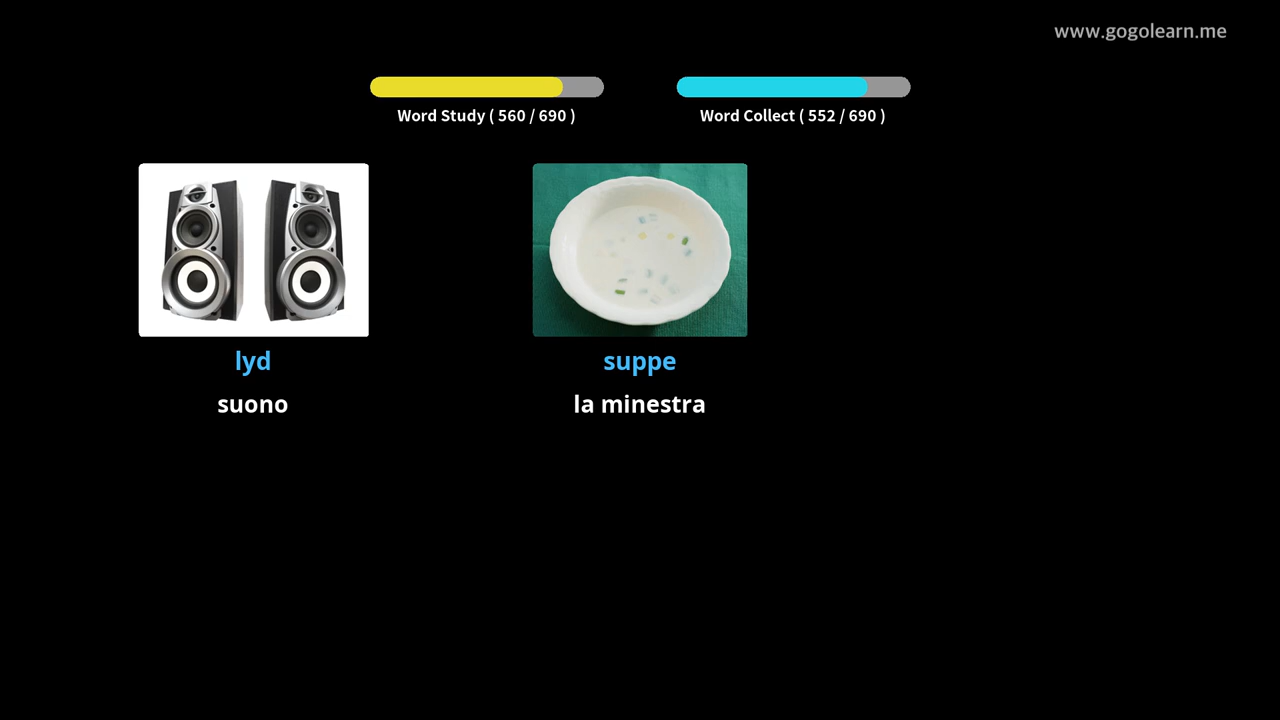 www.gogolearn.me
Word Study ( 560 / 690 )
Word Collect ( 552 / 690 )
lyd
suppe
suono
la minestra